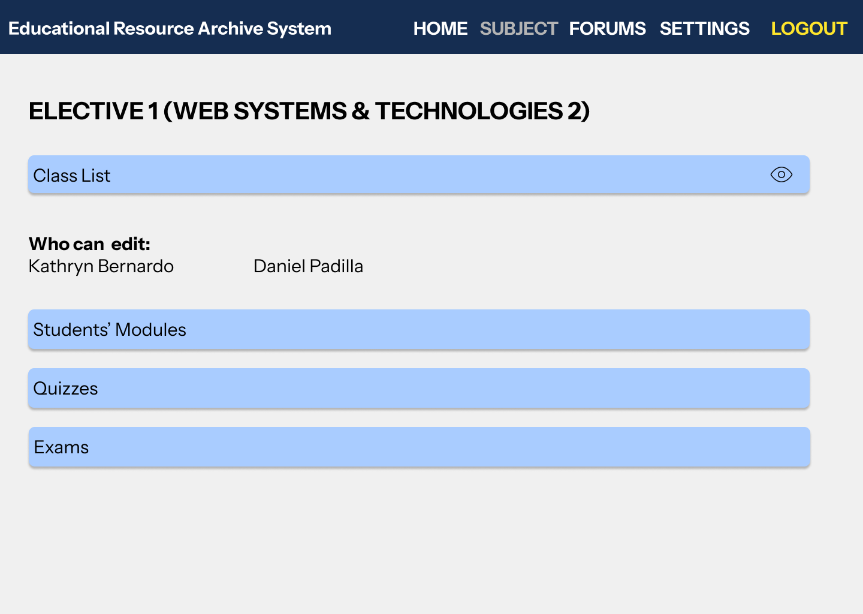 Educational Resource Archive System HOME SUBJECT FORUMS SETTINGS LOGOUT
ELECTIVE 1 (WEB SYSTEMS & TECHNOLOGIES 2)
Class List
Who can edit:
Kathryn Bernardo Daniel Padilla
Students’ Modules
Quizzes
Exams